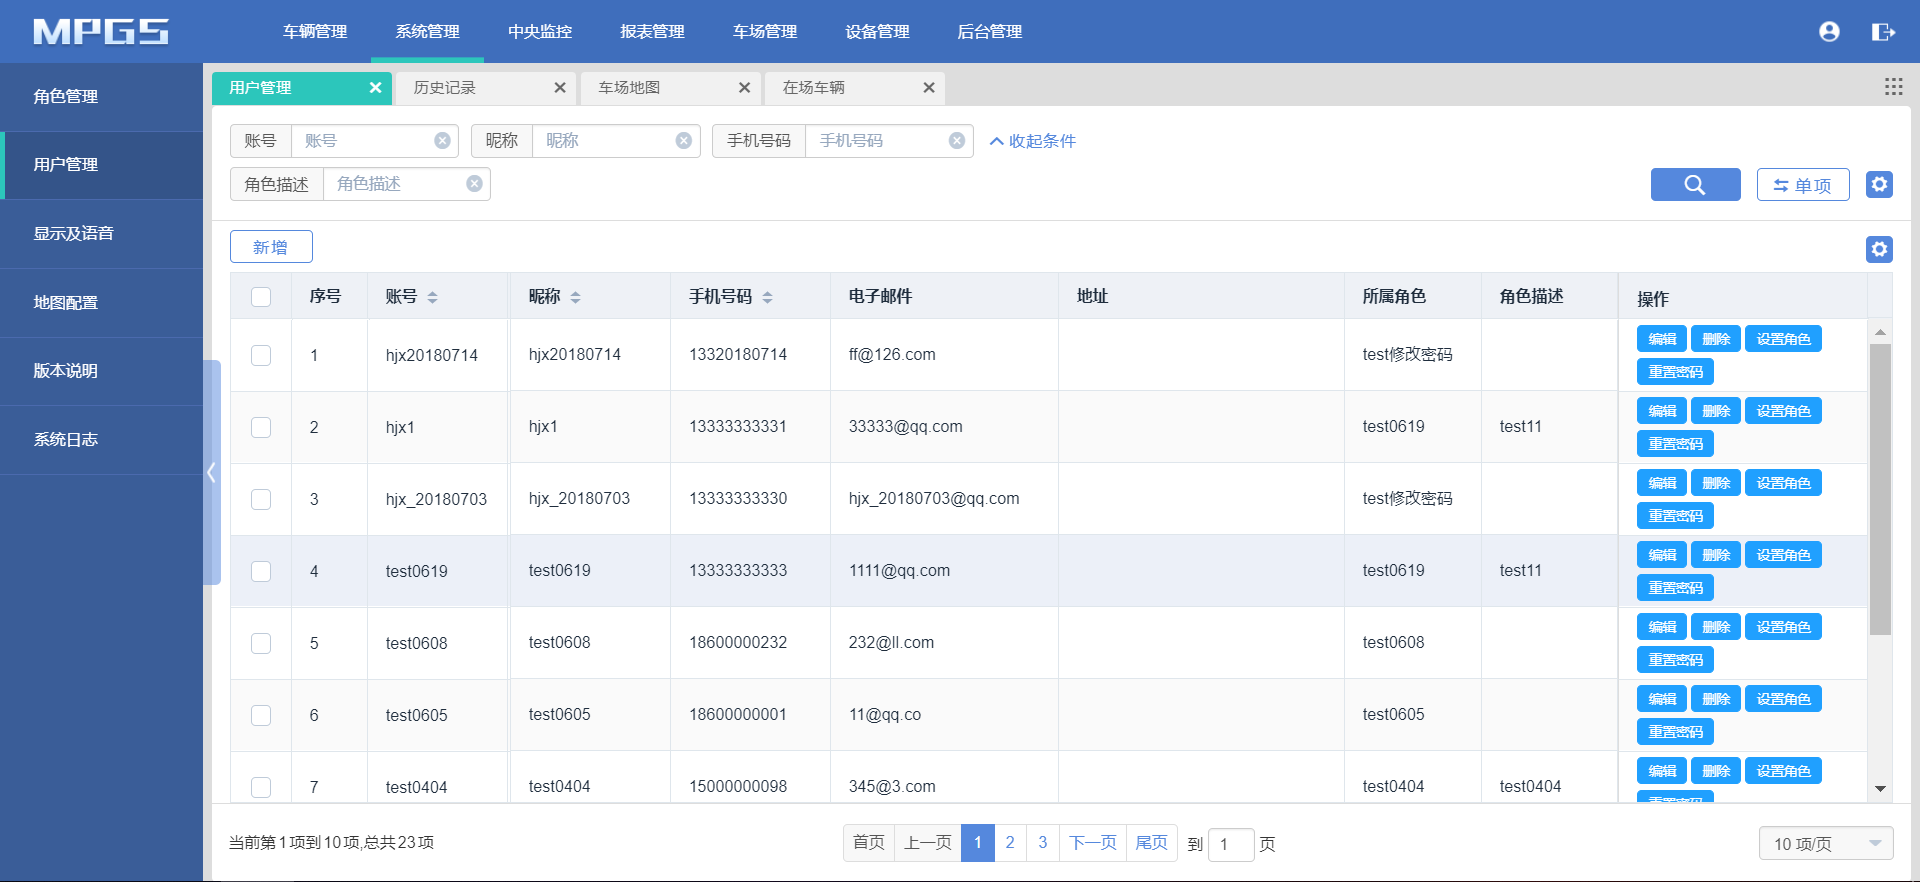 MPGS 车辆管理 系统管理 中央监控 报表管理 车场管理 设备管理 后台管理
角色管理
用户管理
显示及语音
地图配置
版本说明
系统日志
用户管理 历史记录 车场地图 在场车辆
账号 账号 昵称 昵称 手机号码 手机号码 收起条件
角色描述 角色描述 单项
新增
序号 账号 昵称 手机号码 电子邮件 地址 所属角色 角色描述 操作
1 hjx20180714 hjx20180714 13320180714 ff@126.com test修改密码 编辑 删除 设置角色
重置密码
2 hjx1 hjx1 13333333331 33333@qq.com test0619 test11 编辑 删除 设置角色
重置密码
3 hjx_20180703 hjx_20180703 13333333330 hjx_20180703@qq.com test修改密码 编辑 删除 设置角色
重置密码
4 test0619 test0619 13333333333 1111@qq.com test0619 test11 编辑 删除 设置角色
重置密码
5 test0608 test0608 18600000232 232@ll.com test0608 编辑 删除 设置角色
重置密码
6 test0605 test0605 18600000001 11@qq.co test0605 编辑 删除 设置角色
重置密码
7 test0404 test0404 15000000098 345@3.com test0404 test0404 编辑 删除 设置角色
重置密码
当前第1项到10项,总共23项 首页 上一页 1 2 3 下一页 尾页 到 1 页 10 项/页